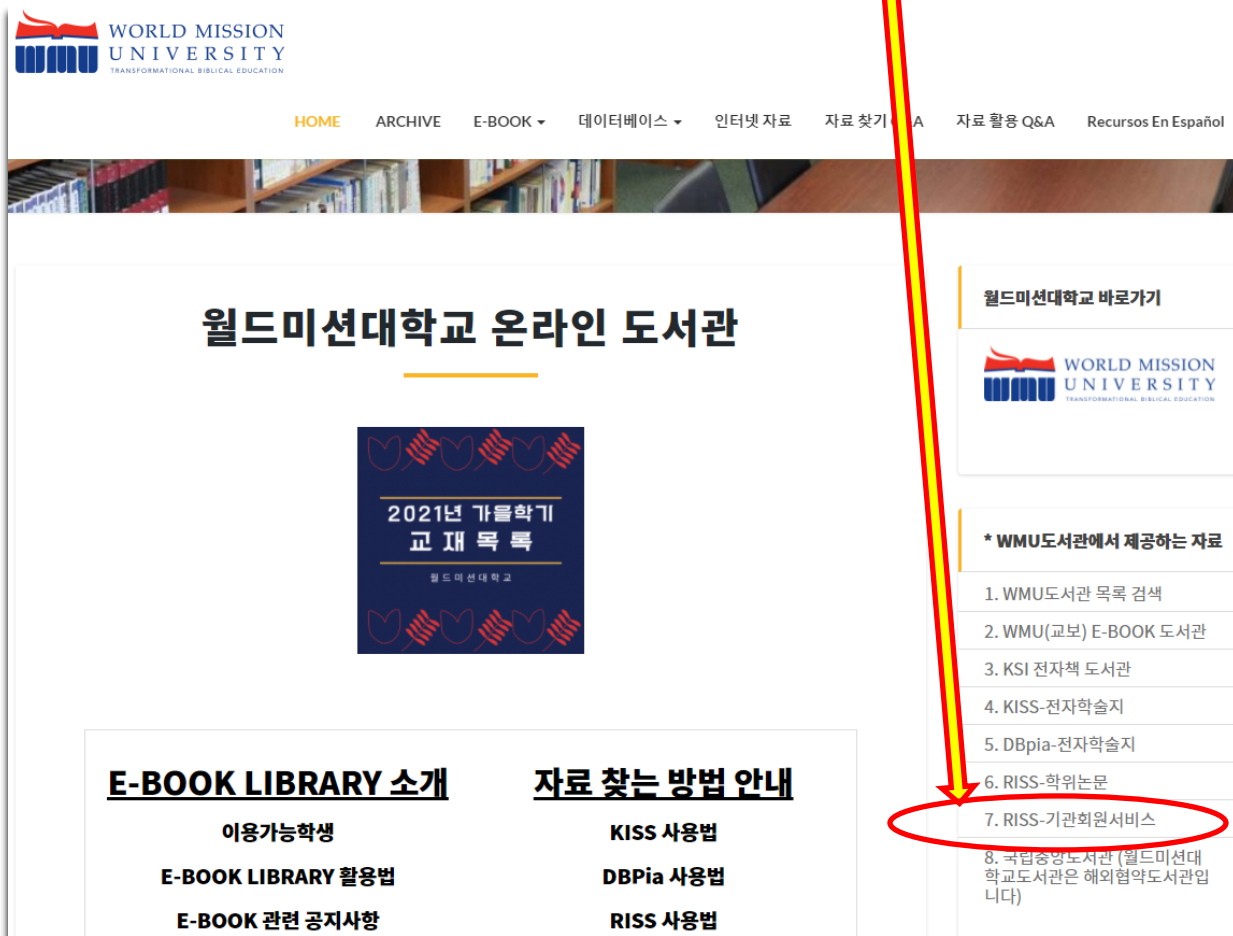 WORLD MISSION
UNIVERSITY
TRANSFORMATIONAL BIBLICAL EDUCATION
HOME ARCHIVE E-BOOK 데이터베이스 인터넷 자료 자료 찾기 Q&A 자료 활용 Q&A Recursos En Español
월드미션대학교 온라인 도서관
2021년 가을학기
교재목록
월드미션대학교
E-BOOK LIBRARY 소개
이용가능학생
E-BOOK LIBRARY 활용법
E-BOOK 관련 공지사항
자료 찾는 방법 안내
KISS 사용법
DBPia 사용법
RISS 사용법
월드미션대학교 바로가기
WORLD MISSION
UNIVERSITY
TRANSFORMATIONAL BIBLICAL EDUCATION
* WMU도서관에서 제공하는 자료
1. WMU도서관 목록 검색
2. WMU(교보) E-BOOK 도서관
3. KSI 전자책 도서관
4. KISS-전자학술지
5. DBpia-전자학술지
6. RISS-학위논문
7. RISS-기관회원서비스
8. 국립중앙도서관 (월드미션대
학교도서관은 해외협약도서관입
니다)